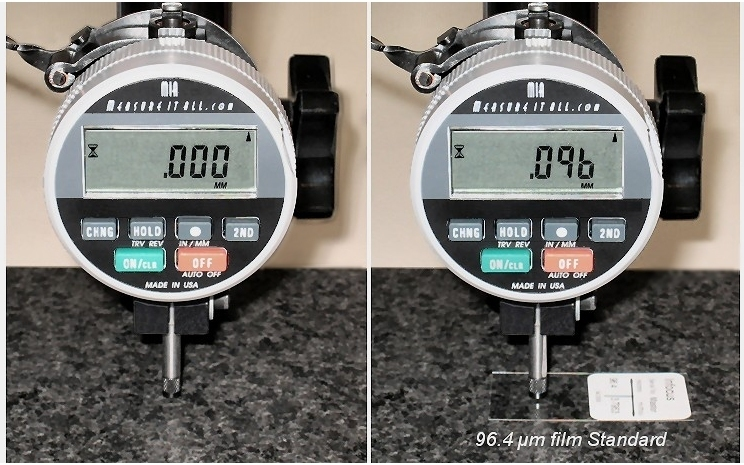 MIA
MEASUREITALL.COM
.000
MM
CHNG
HOLD
2ND
TRV REV
IN/MM
ON/CLR
OFF
AUTO OFF
MADE IN USA
MIA
MEASUREITALL.COM
.096
MM
CHNG
HOLD
2ND
TRV REV
IN/MM
ON/CLR
OFF
AUTO OFF
MADE IN USA
96.4 µm film Standard